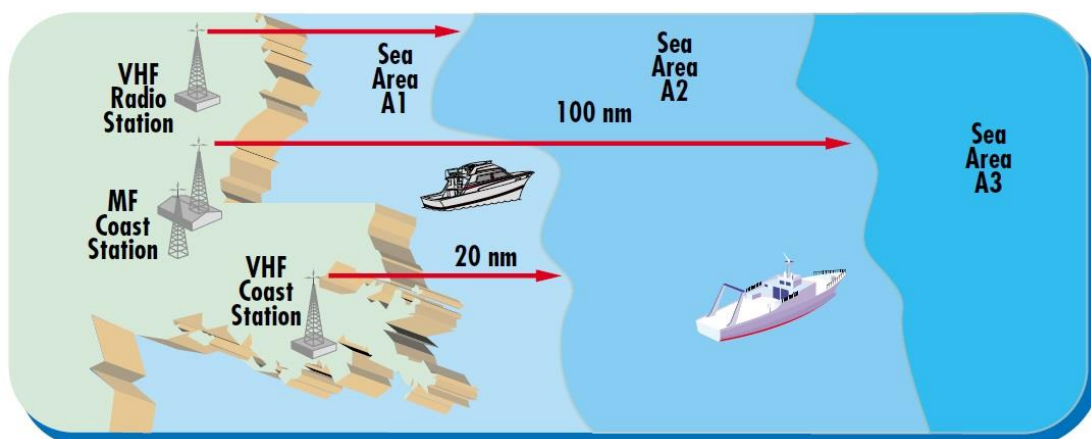 VHF
Radio
Station
Sea
Area
A1
Sea
Area
A2
100 nm
Sea
Area
A3
MF
Coast
Station
VHF
Coast
Station
20 nm